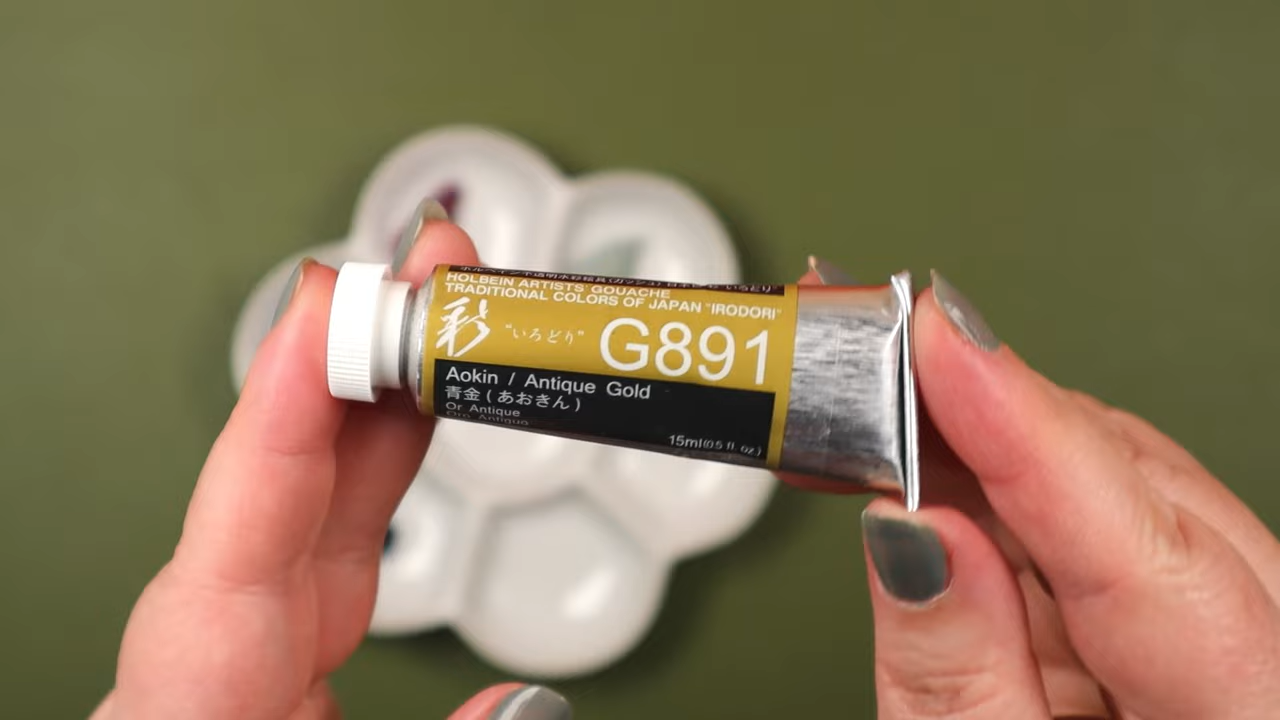 ホルベイン不透明水彩絵具(ガッシュ)日本伝統色"いろどり"
HOLBEIN ARTISTS' GOUACHE
TRADITIONAL COLORS OF JAPAN "IRODORI"
彩 "いろどり" G891
Aokin / Antique Gold
青金(あおきん)
Or Antique
Oro Antiguo
15ml(0.5 fl. oz.)